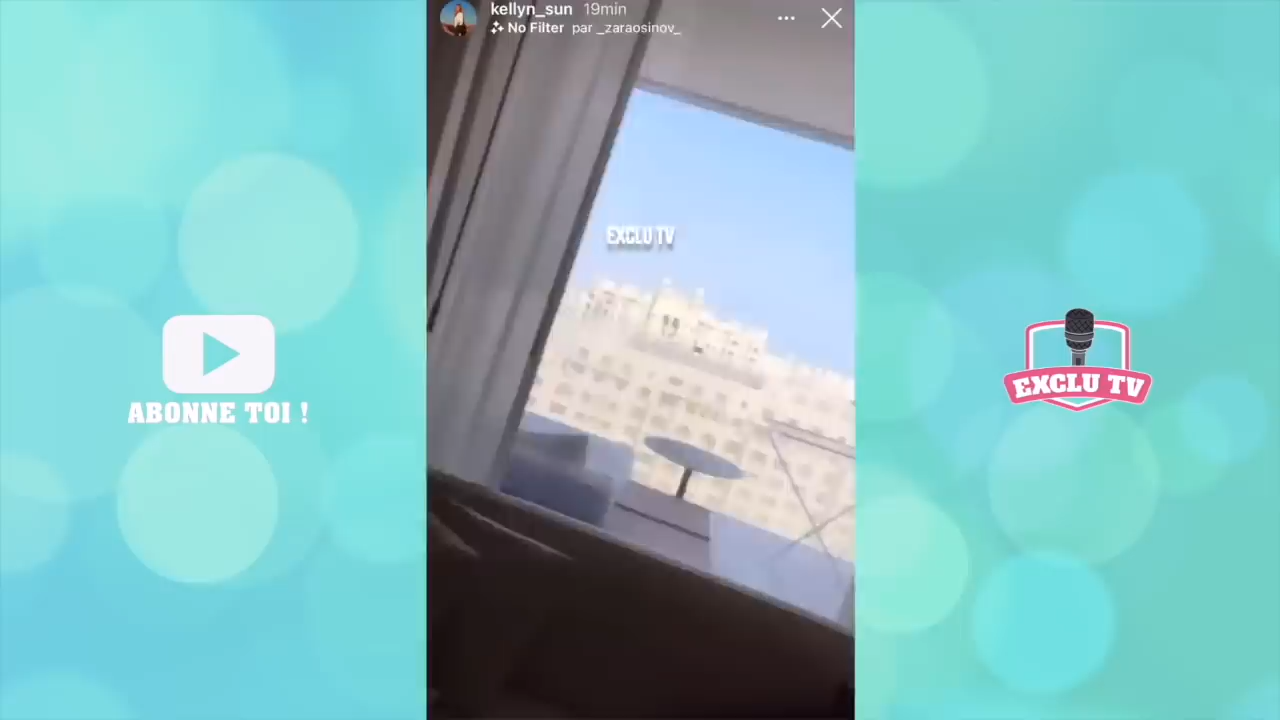 kellyn_sun 19min
No Filter par _zaraosinov_
EXCLU TV
ABONNE TOI !
EXCLU TV